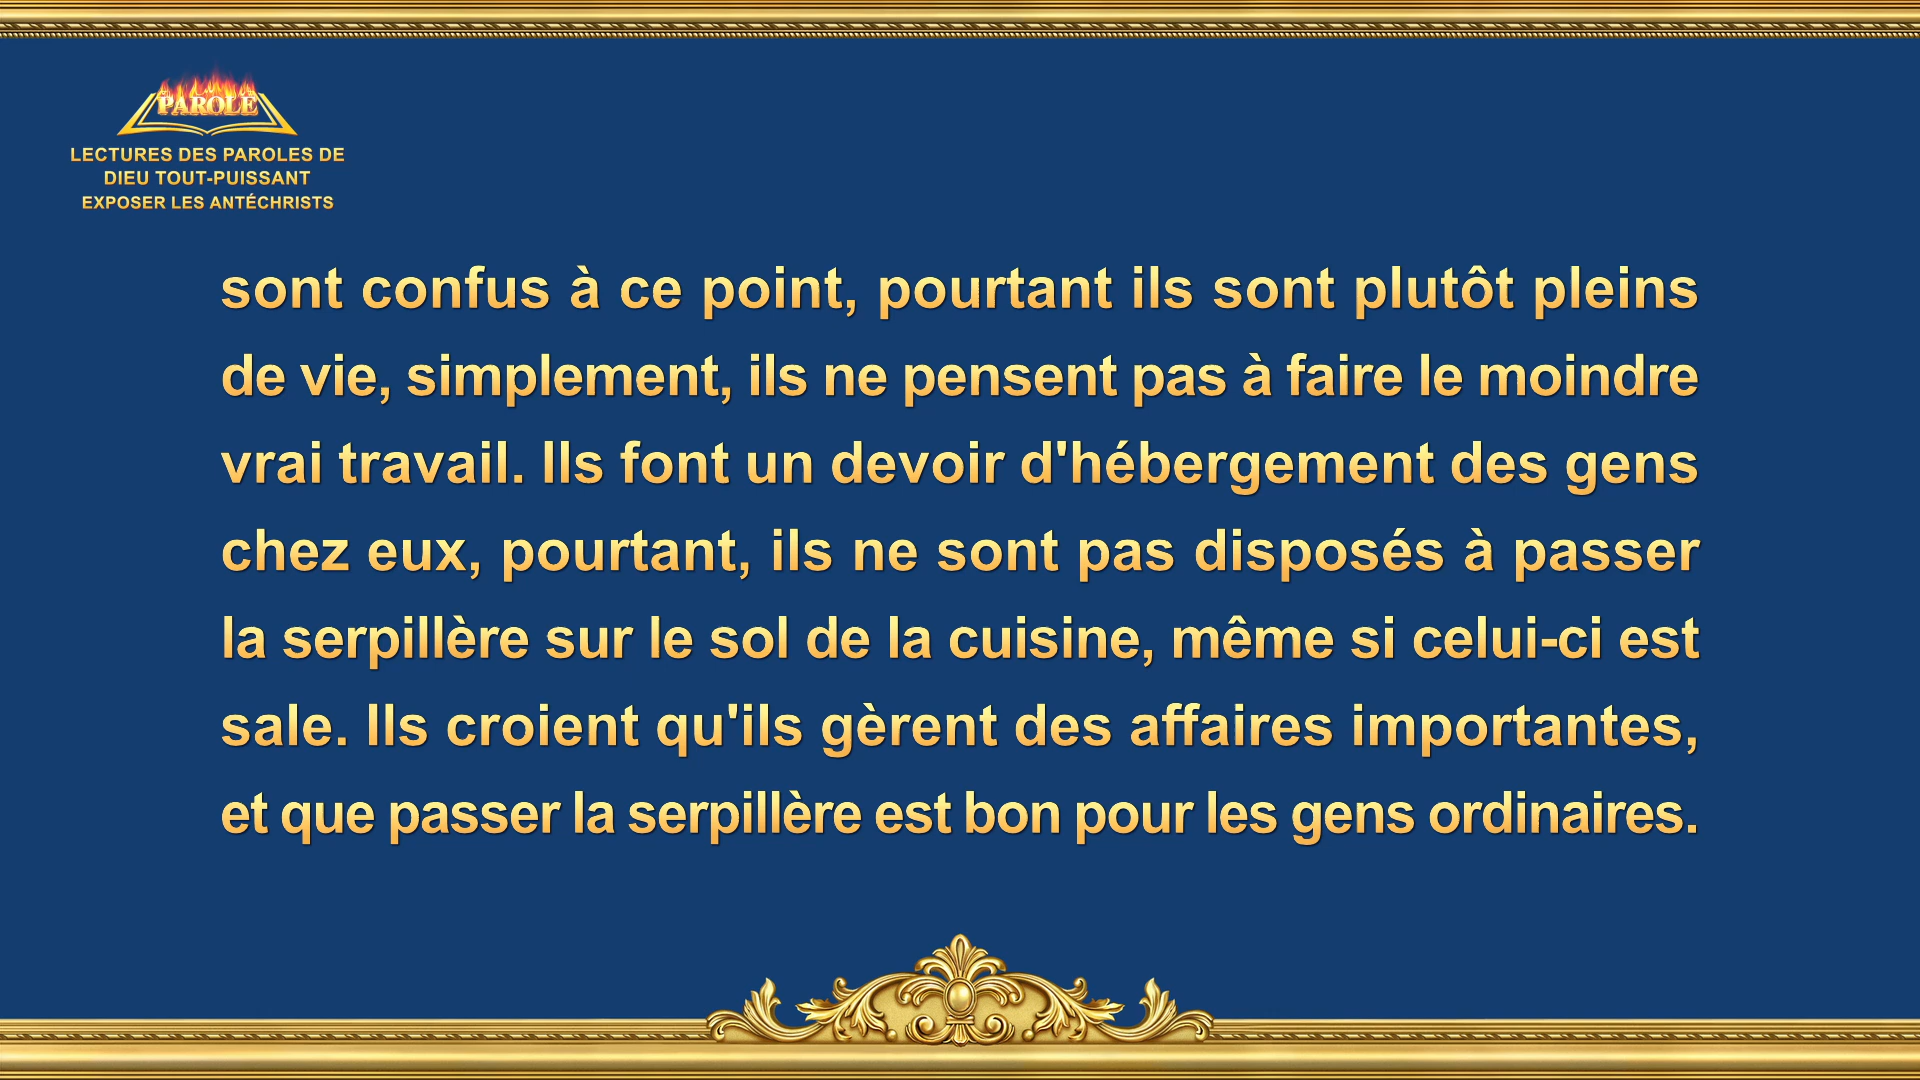 PAROLE
LECTURES DES PAROLES DE
DIEU TOUT-PUISSANT
EXPOSER LES ANTÉCHRISTS
sont confus à ce point, pourtant ils sont plutôt pleins
de vie, simplement, ils ne pensent pas à faire le moindre
vrai travail. Ils font un devoir d'hébergement des gens
chez eux, pourtant, ils ne sont pas disposés à passer
la serpillère sur le sol de la cuisine, même si celui-ci est
sale. Ils croient qu'ils gèrent des affaires importantes,
et que passer la serpillère est bon pour les gens ordinaires.